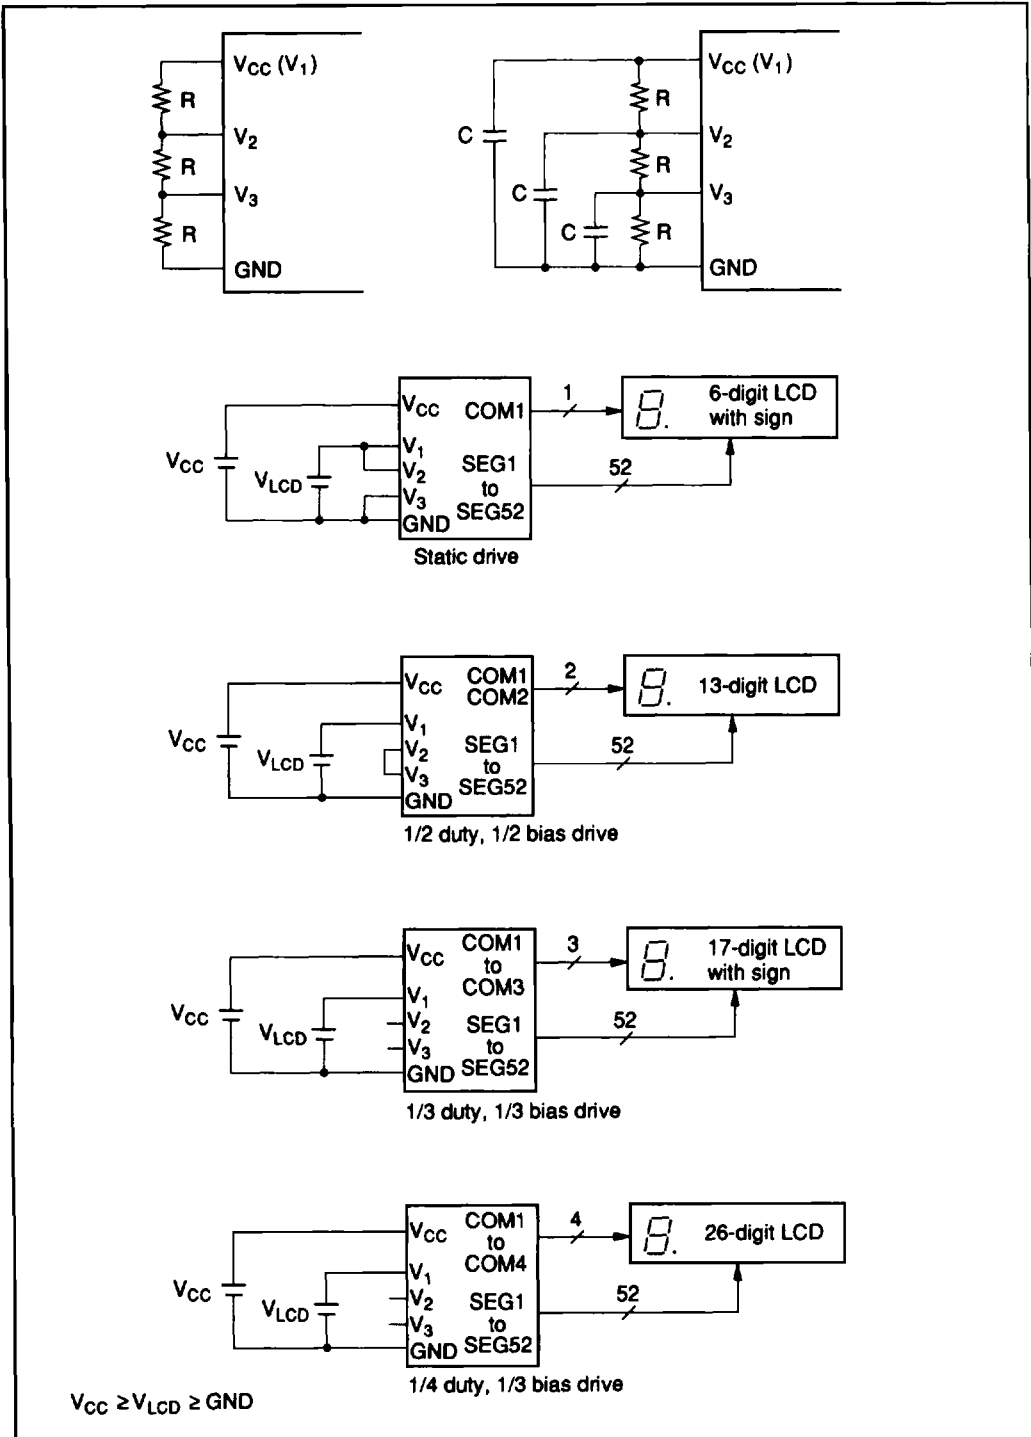 VCC (V1)
R
V2
R
V3
R
GND
VCC (V1)
R
C
V2
R
C
V3
C
R
GND
VCC
COM1
1
6-digit LCD
with sign
8.
V1
VCC
VLCD
V2
SEG1
to
SEG52
52
V3
GND
Static drive
VCC
COM1
COM2
2
8.
13-digit LCD
V1
VCC
VLCD
V2
SEG1
to
SEG52
52
V3
GND
1/2 duty, 1/2 bias drive
VCC
COM1
to
COM3
3
8.
17-digit LCD
with sign
V1
VCC
VLCD
V2
SEG1
to
SEG52
52
V3
GND
1/3 duty, 1/3 bias drive
VCC
COM1
to
COM4
4
8.
26-digit LCD
V1
VCC
VLCD
V2
SEG1
to
SEG52
52
V3
GND
1/4 duty, 1/3 bias drive
VCC ≥ VLCD ≥ GND